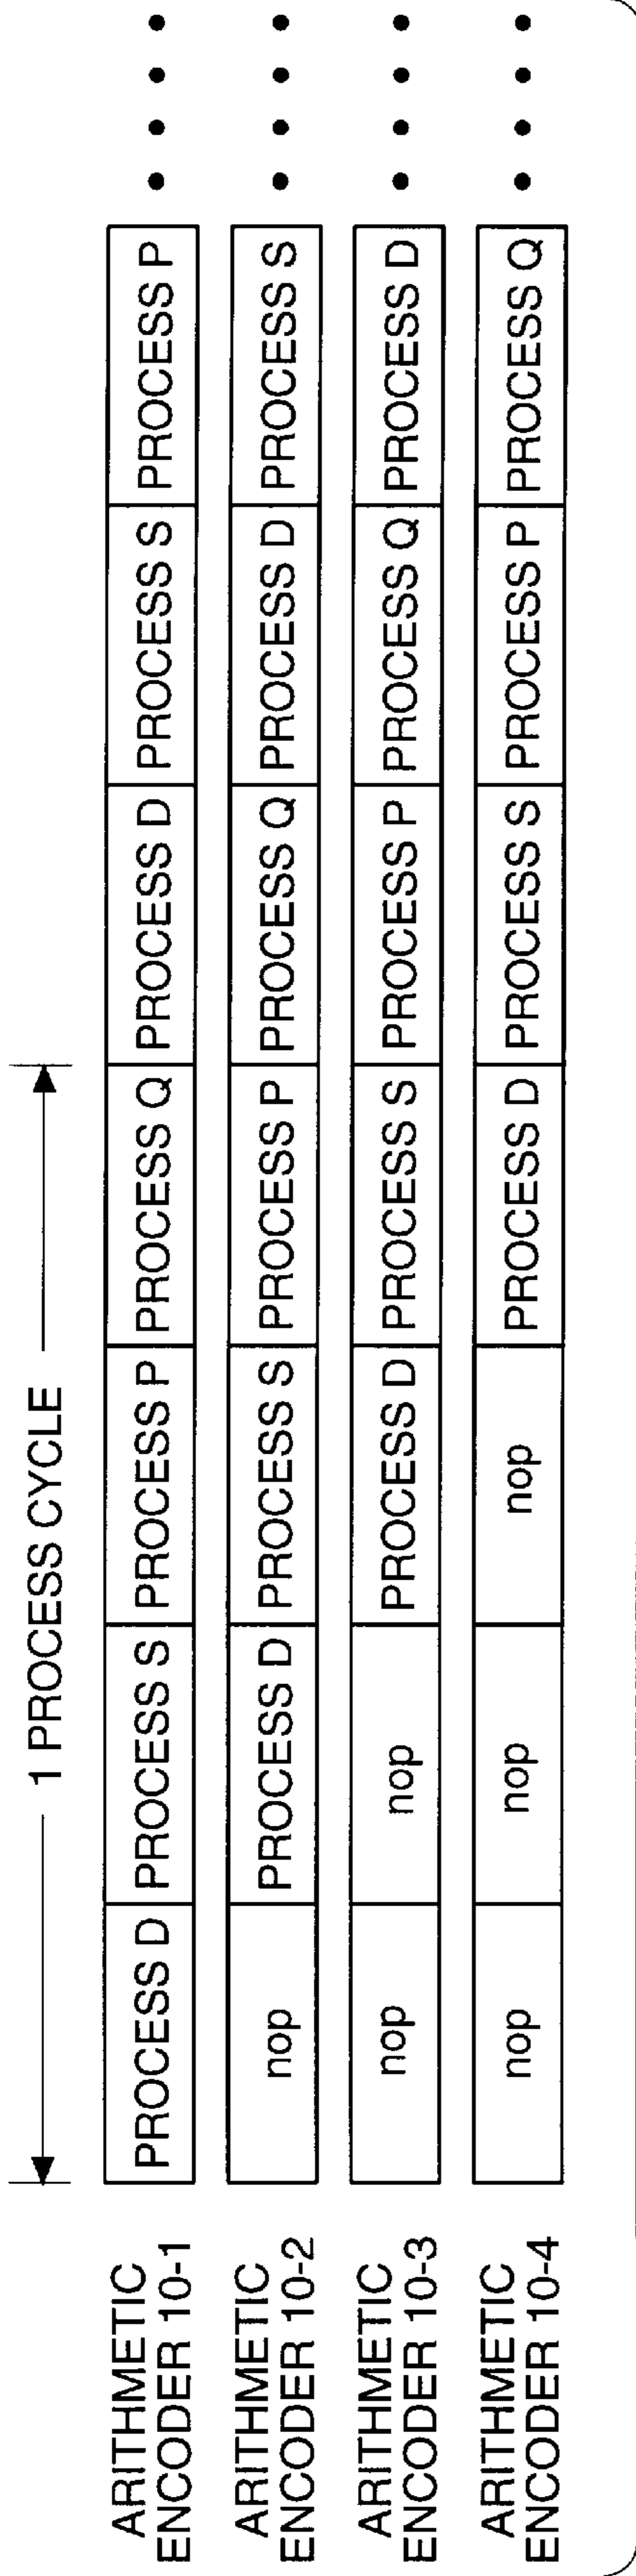 1 PROCESS CYCLE
ARITHMETIC
ENCODER 10-1
PROCESS D
PROCESS S
PROCESS P
PROCESS Q
PROCESS D
PROCESS S
PROCESS P
ARITHMETIC
ENCODER 10-2
nop
PROCESS D
PROCESS S
PROCESS P
PROCESS Q
PROCESS D
PROCESS S
ARITHMETIC
ENCODER 10-3
nop
nop
PROCESS D
PROCESS S
PROCESS P
PROCESS Q
PROCESS D
ARITHMETIC
ENCODER 10-4
nop
nop
nop
PROCESS D
PROCESS S
PROCESS P
PROCESS Q